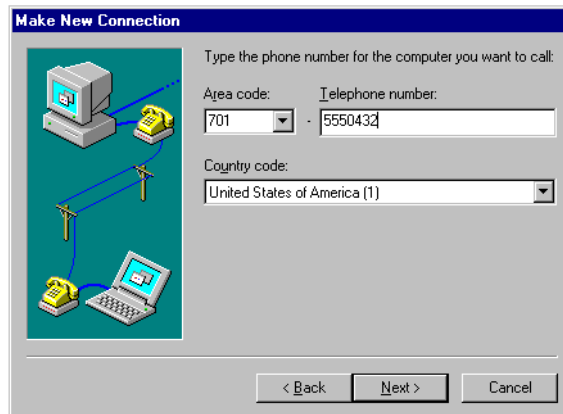 Make New Connection
Type the phone number for the computer you want to call:
Area code: Telephone number:
701 - 5550432
Country code:
United States of America (1)
< Back Next > Cancel